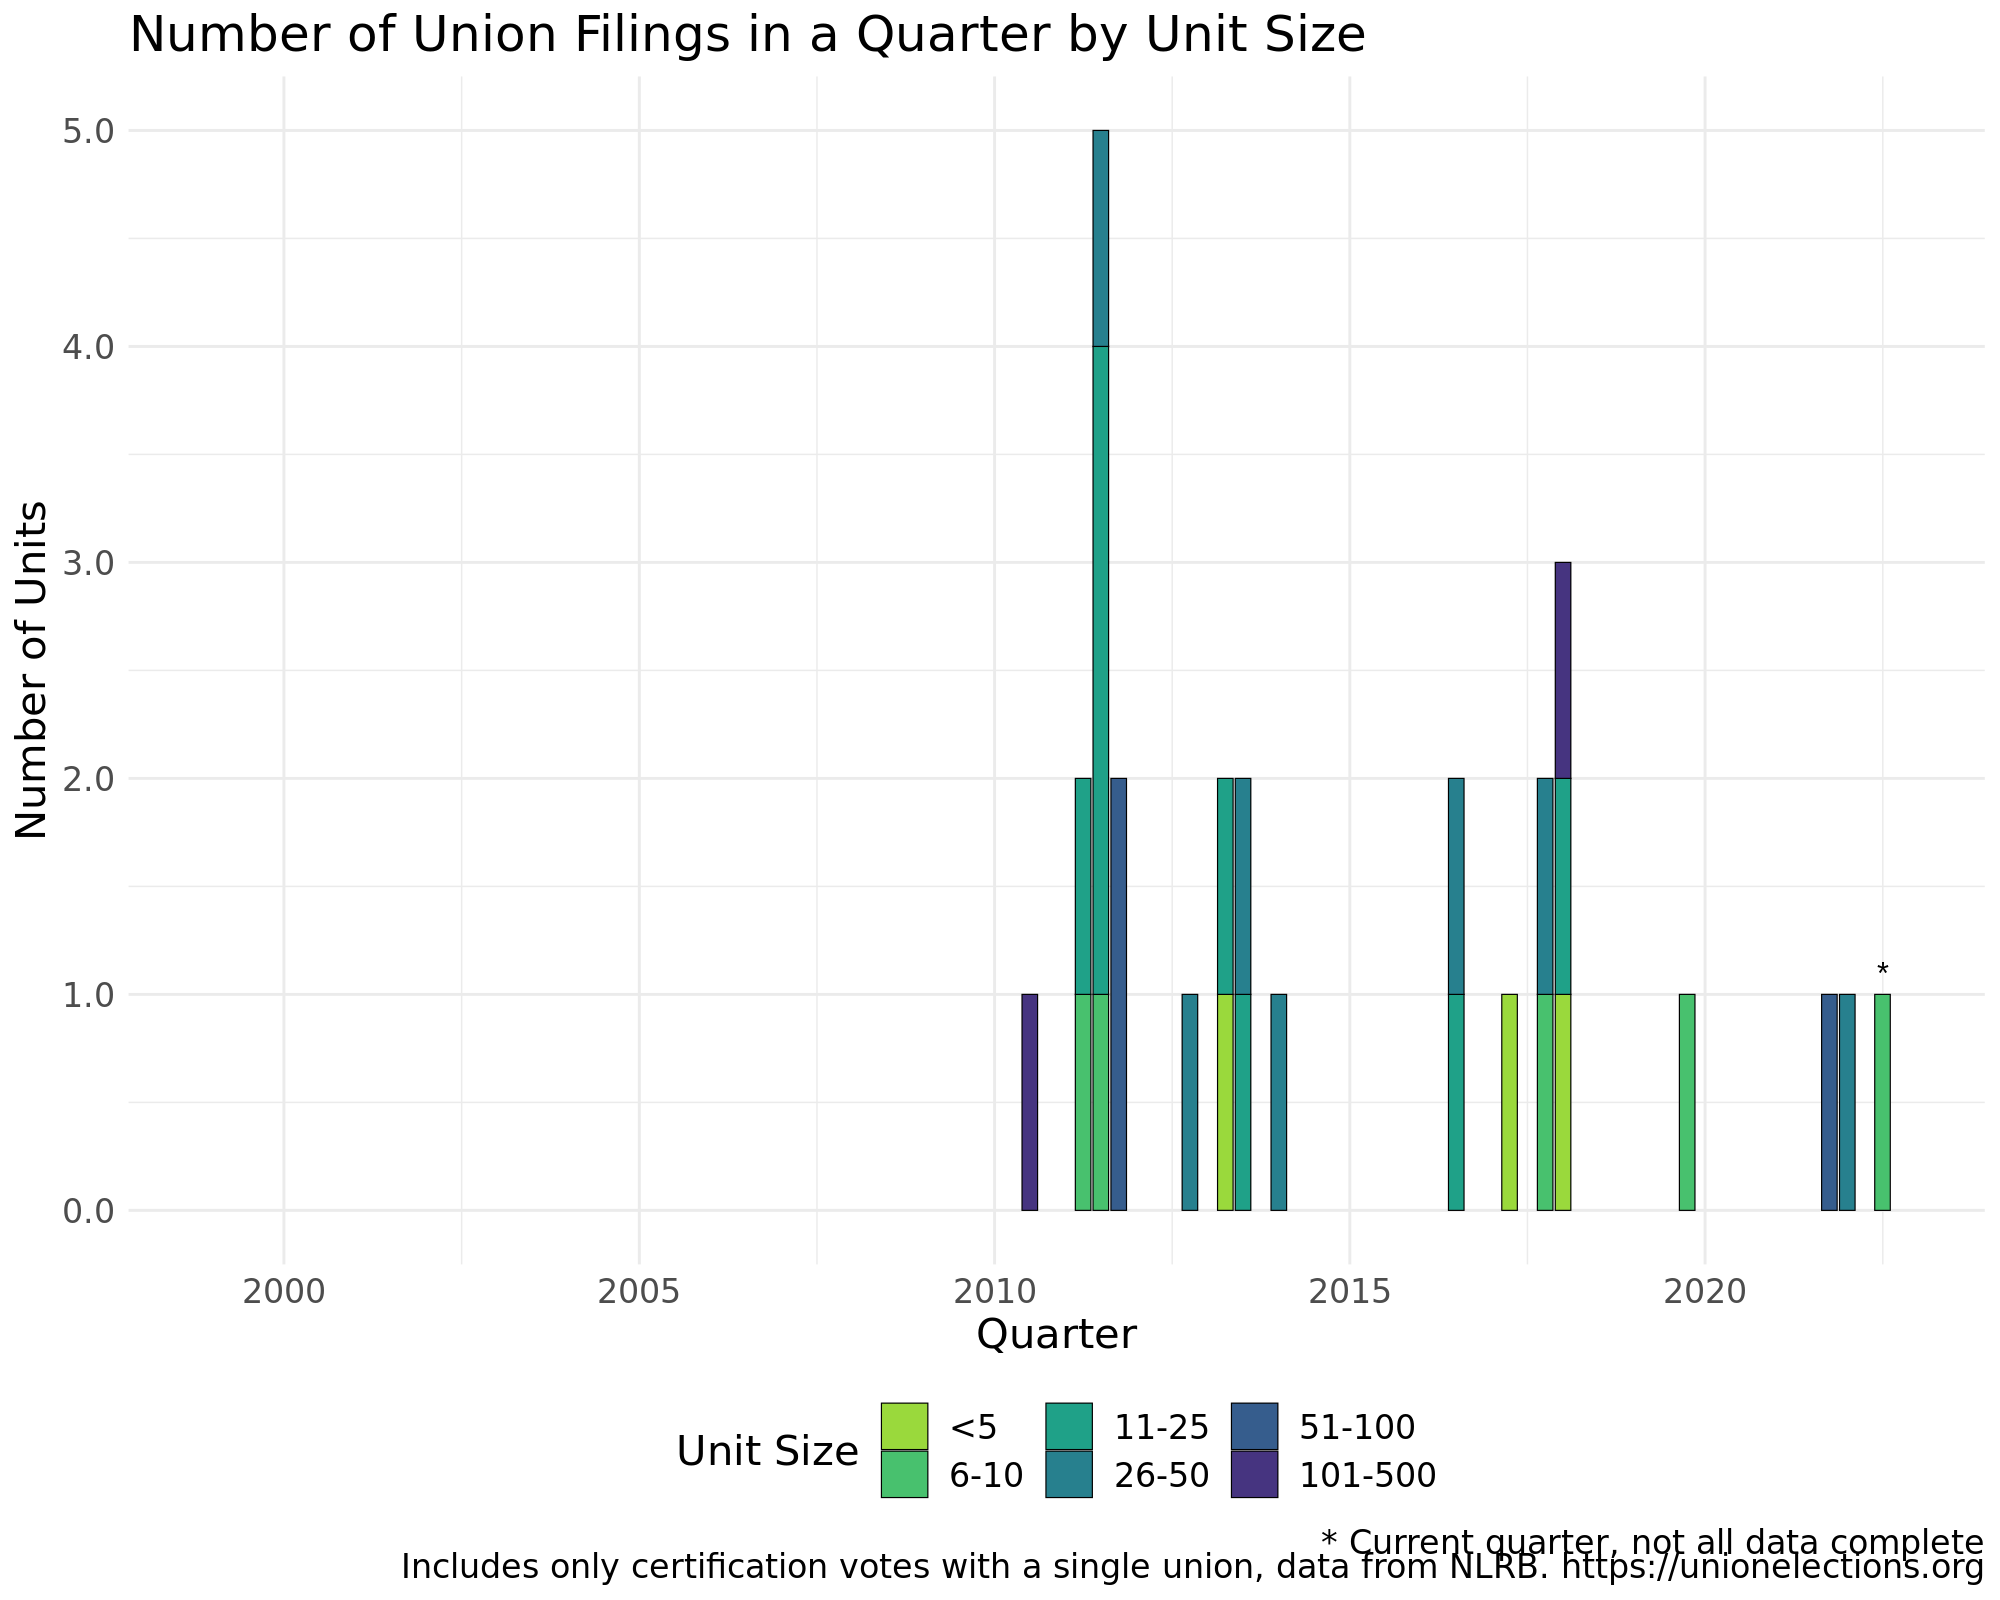 Number of Union Filings in a Quarter by Unit Size
Number of Units
5.0
4.0
3.0
2.0
1.0
0.0
*
2000 2005 2010 2015 2020
Quarter
Unit Size
<5 11-25 51-100
6-10 26-50 101-500
* Current quarter, not all data complete
Includes only certification votes with a single union, data from NLRB. https://unionelections.org